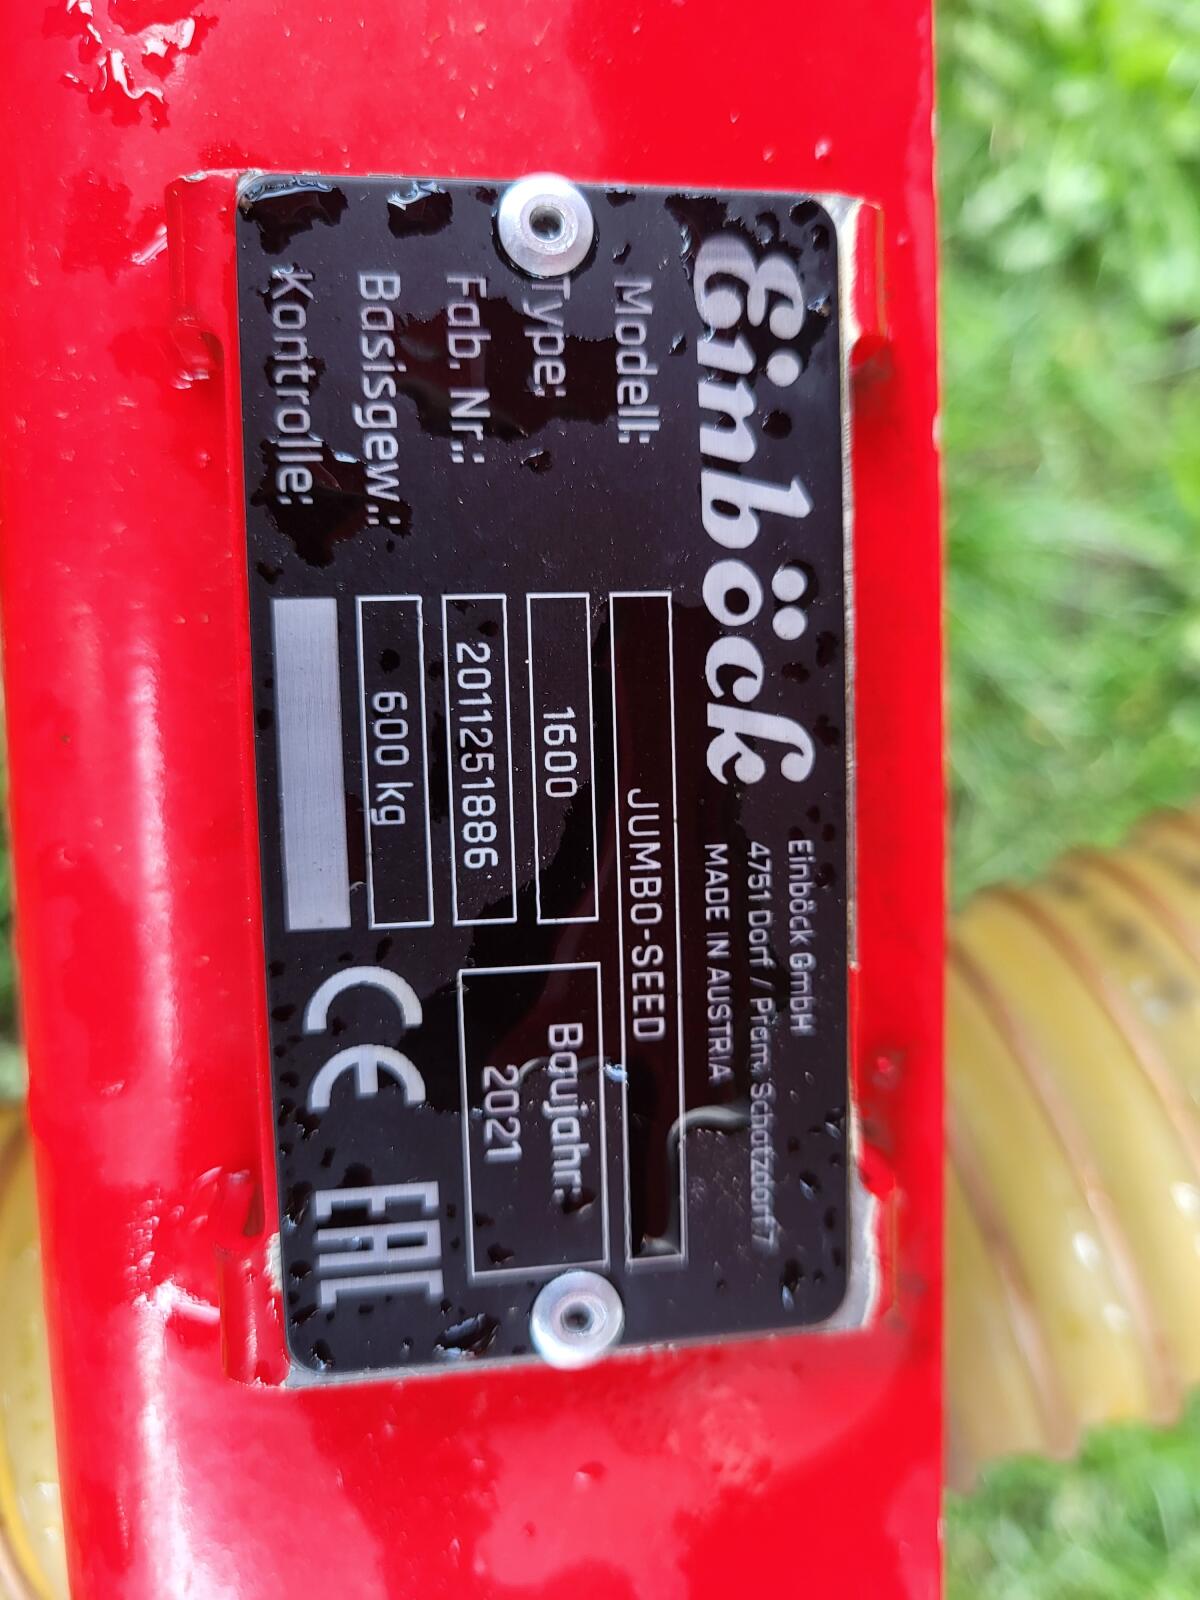 Einböck
Einböck GmbH
4751 Dorf / Pram, Schatzdorf 7
MADE IN AUSTRIA
Modell: JUMBO-SEED
Type: 1600
Fab. Nr.: 2011251886
Baujahr:
2021
Basisgew.: 600 kg
Kontrolle:
CE EAC